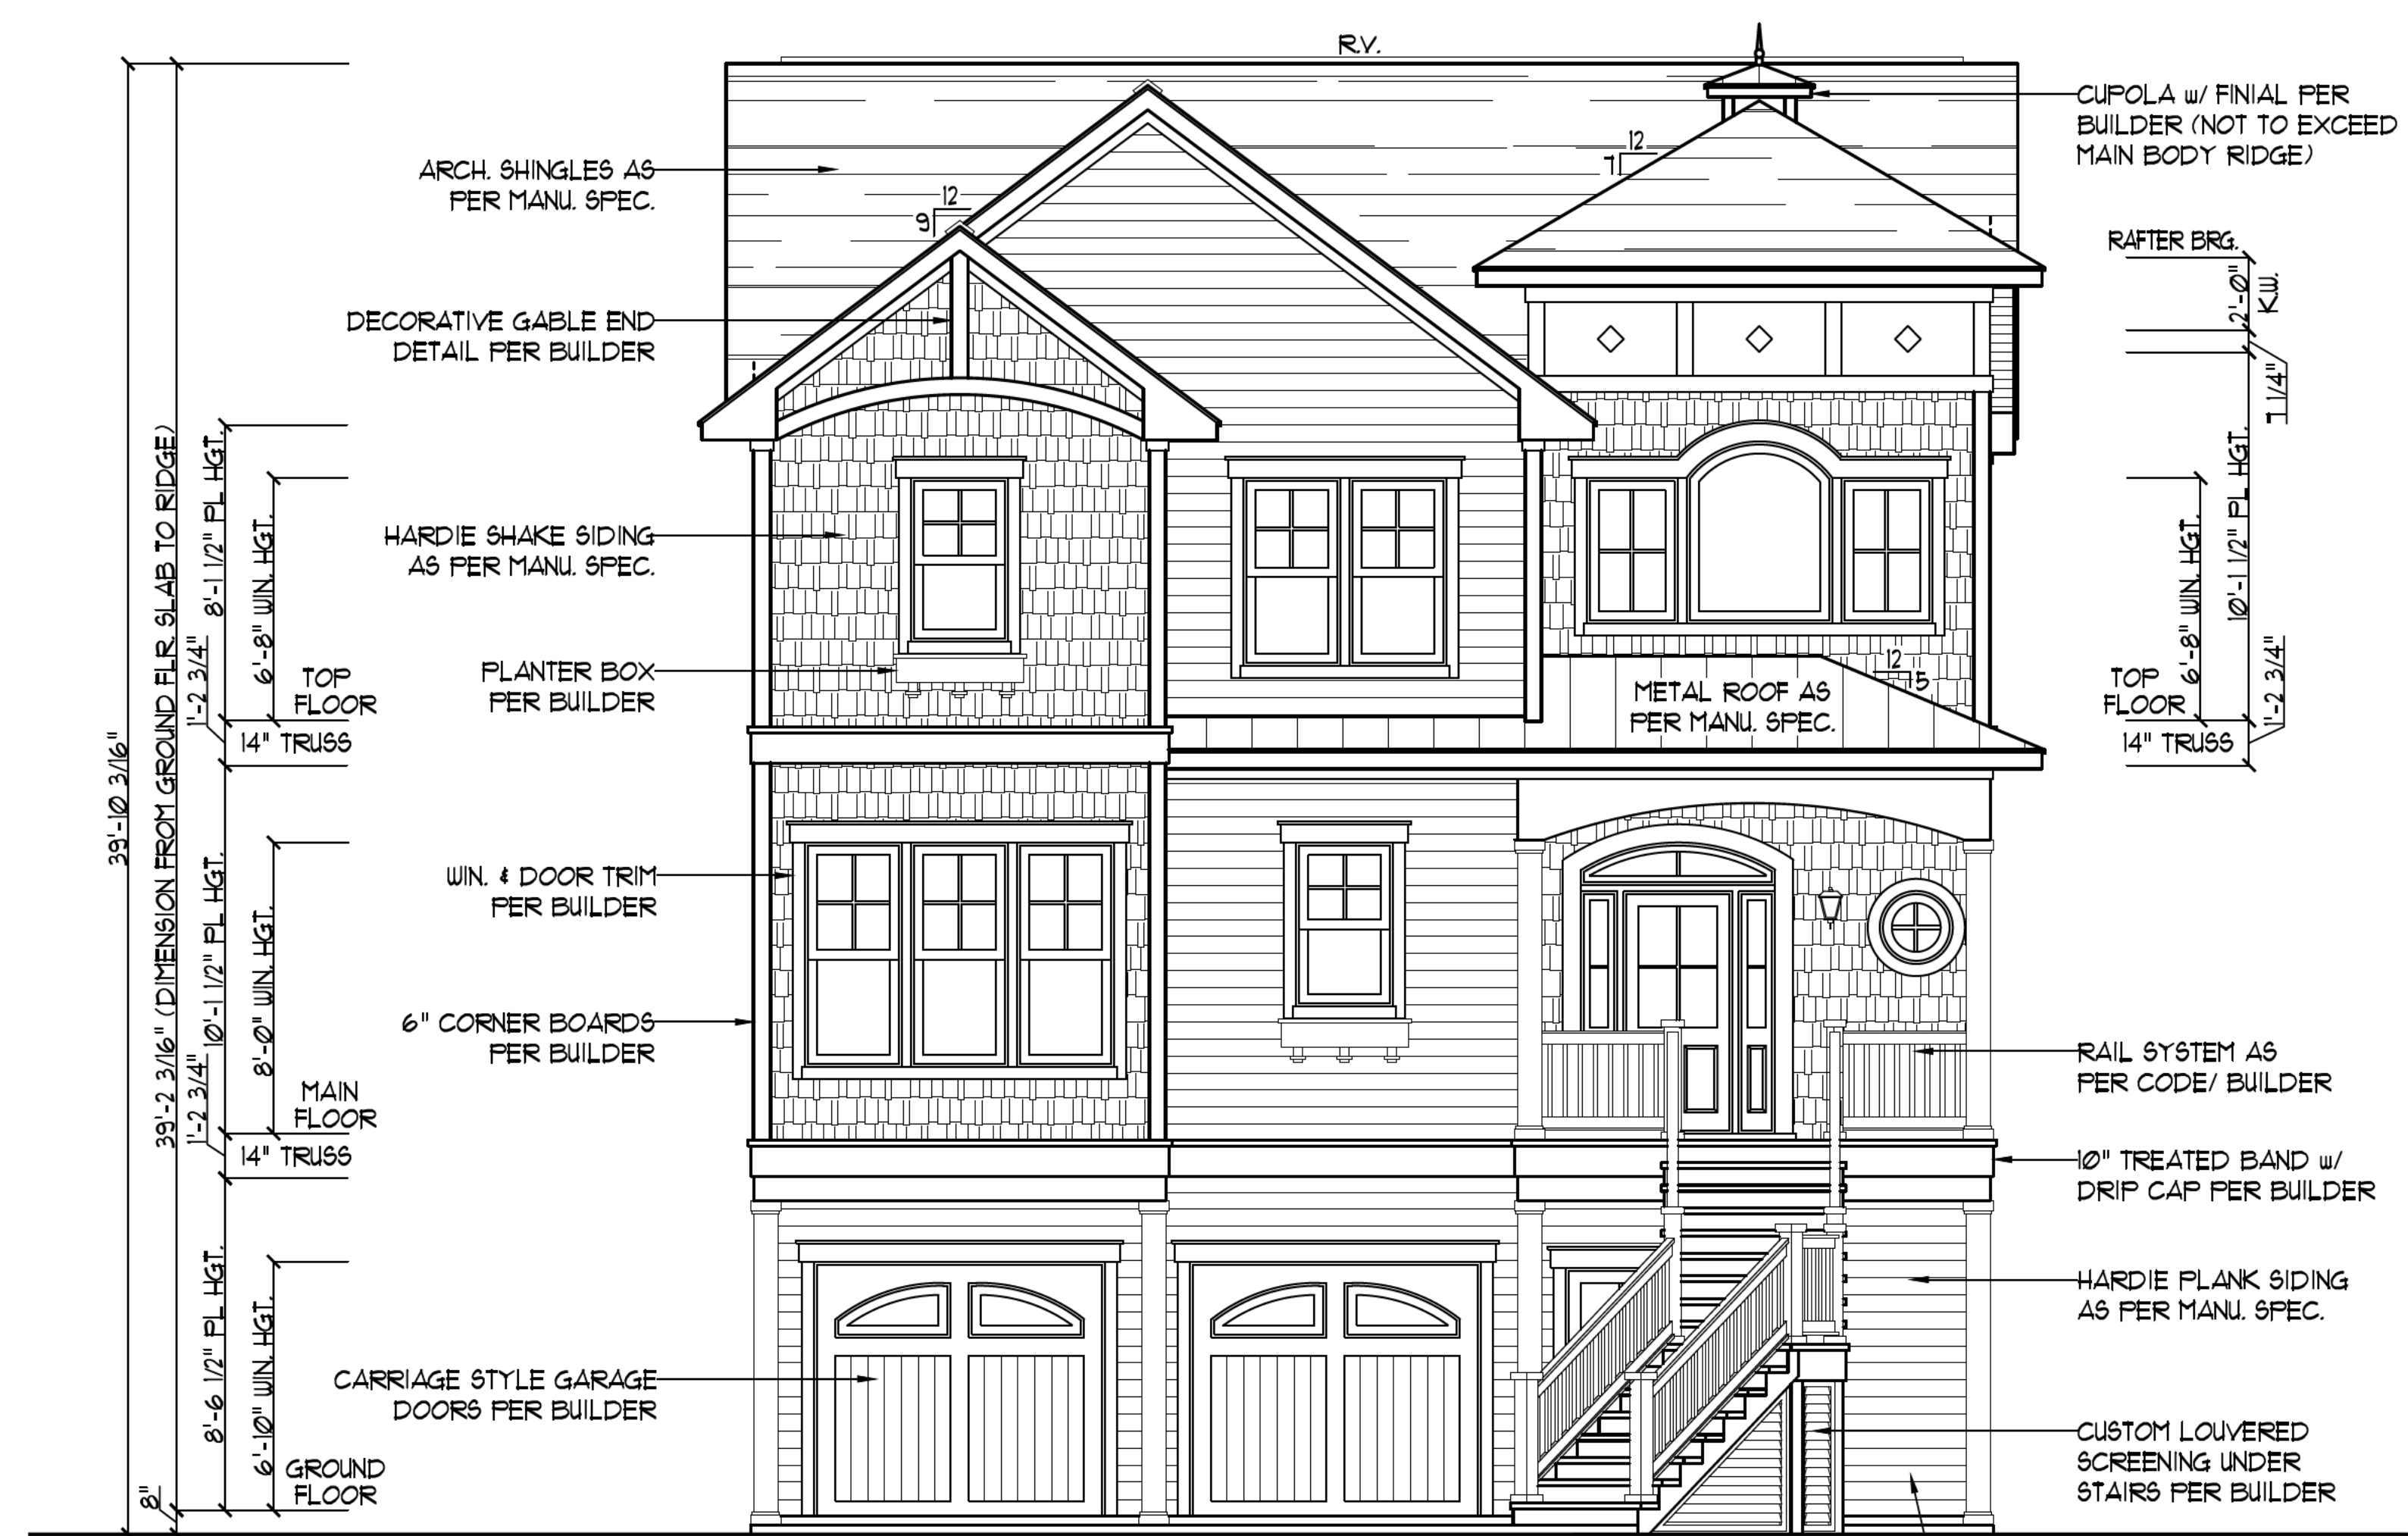 R.V.
CUPOLA w/ FINIAL PER
BUILDER (NOT TO EXCEED
MAIN BODY RIDGE)
12
7
ARCH. SHINGLES AS
PER MANU. SPEC.
12
9
RAFTER BRG.
2'-0"
K.W.
7 1/4"
DECORATIVE GABLE END
DETAIL PER BUILDER
39'-10 3/16"
39'-2 3/16" (DIMENSION FROM GROUND FLR. SLAB TO RIDGE)
8'-1 1/2" PL HGT.
6'-8" WIN. HGT.
HARDIE SHAKE SIDING
AS PER MANU. SPEC.
10'-1 1/2" PL HGT.
6'-8" WIN. HGT.
PLANTER BOX
PER BUILDER
TOP
FLOOR
1'-2 3/4"
14" TRUSS
12
5
METAL ROOF AS
PER MANU. SPEC.
TOP
FLOOR
1'-2 3/4"
14" TRUSS
10'-1 1/2" PL HGT.
8'-0" WIN. HGT.
WIN. & DOOR TRIM
PER BUILDER
6" CORNER BOARDS
PER BUILDER
MAIN
FLOOR
1'-2 3/4"
14" TRUSS
RAIL SYSTEM AS
PER CODE/ BUILDER
10" TREATED BAND w/
DRIP CAP PER BUILDER
8'-6 1/2" PL HGT.
6'-10" WIN. HGT.
HARDIE PLANK SIDING
AS PER MANU. SPEC.
CARRIAGE STYLE GARAGE
DOORS PER BUILDER
GROUND
FLOOR
8"
CUSTOM LOUVERED
SCREENING UNDER
STAIRS PER BUILDER